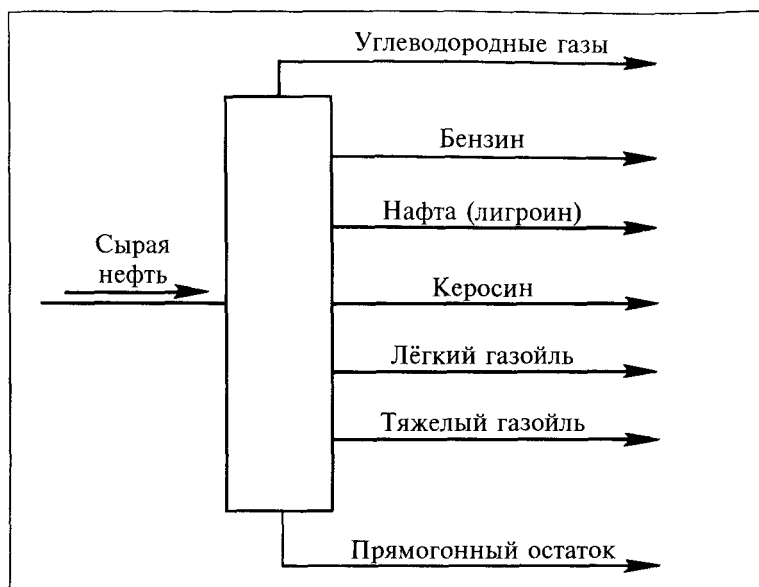 Углеводородные газы
Бензин
Нафта (лигроин)
Сырая
нефть
Керосин
Лёгкий газойль
Тяжелый газойль
Прямогонный остаток